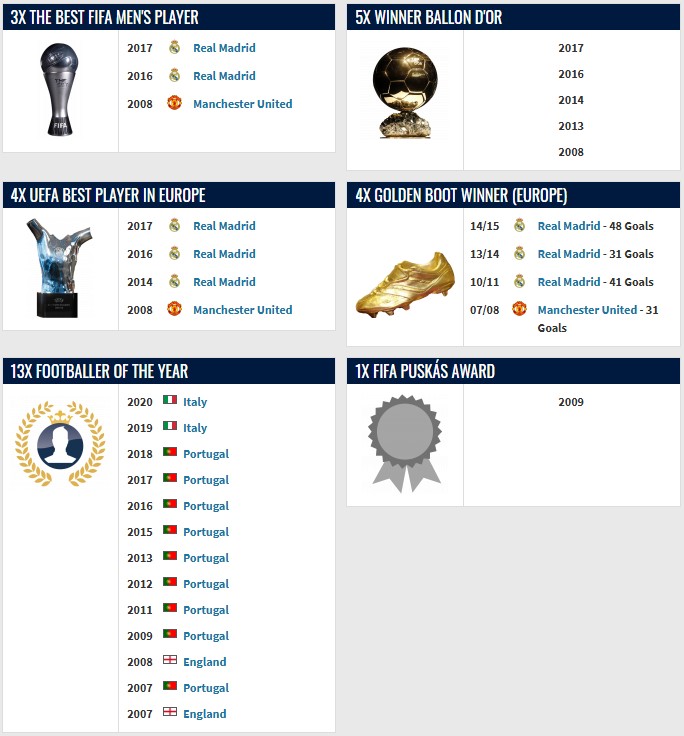 3X THE BEST FIFA MEN'S PLAYER
2017 Real Madrid
2016 Real Madrid
2008 Manchester United
FIFA
5X WINNER BALLON D'OR
2017
2016
2014
2013
2008
4X UEFA BEST PLAYER IN EUROPE
2017 Real Madrid
2016 Real Madrid
2014 Real Madrid
2008 Manchester United
4X GOLDEN BOOT WINNER (EUROPE)
14/15 Real Madrid - 48 Goals
13/14 Real Madrid - 31 Goals
10/11 Real Madrid - 41 Goals
07/08 Manchester United - 31
Goals
13X FOOTBALLER OF THE YEAR
2020 Italy
2019 Italy
2018 Portugal
2017 Portugal
2016 Portugal
2015 Portugal
2013 Portugal
2012 Portugal
2011 Portugal
2009 Portugal
2008 England
2007 Portugal
2007 England
1X FIFA PUSKÁS AWARD
2009